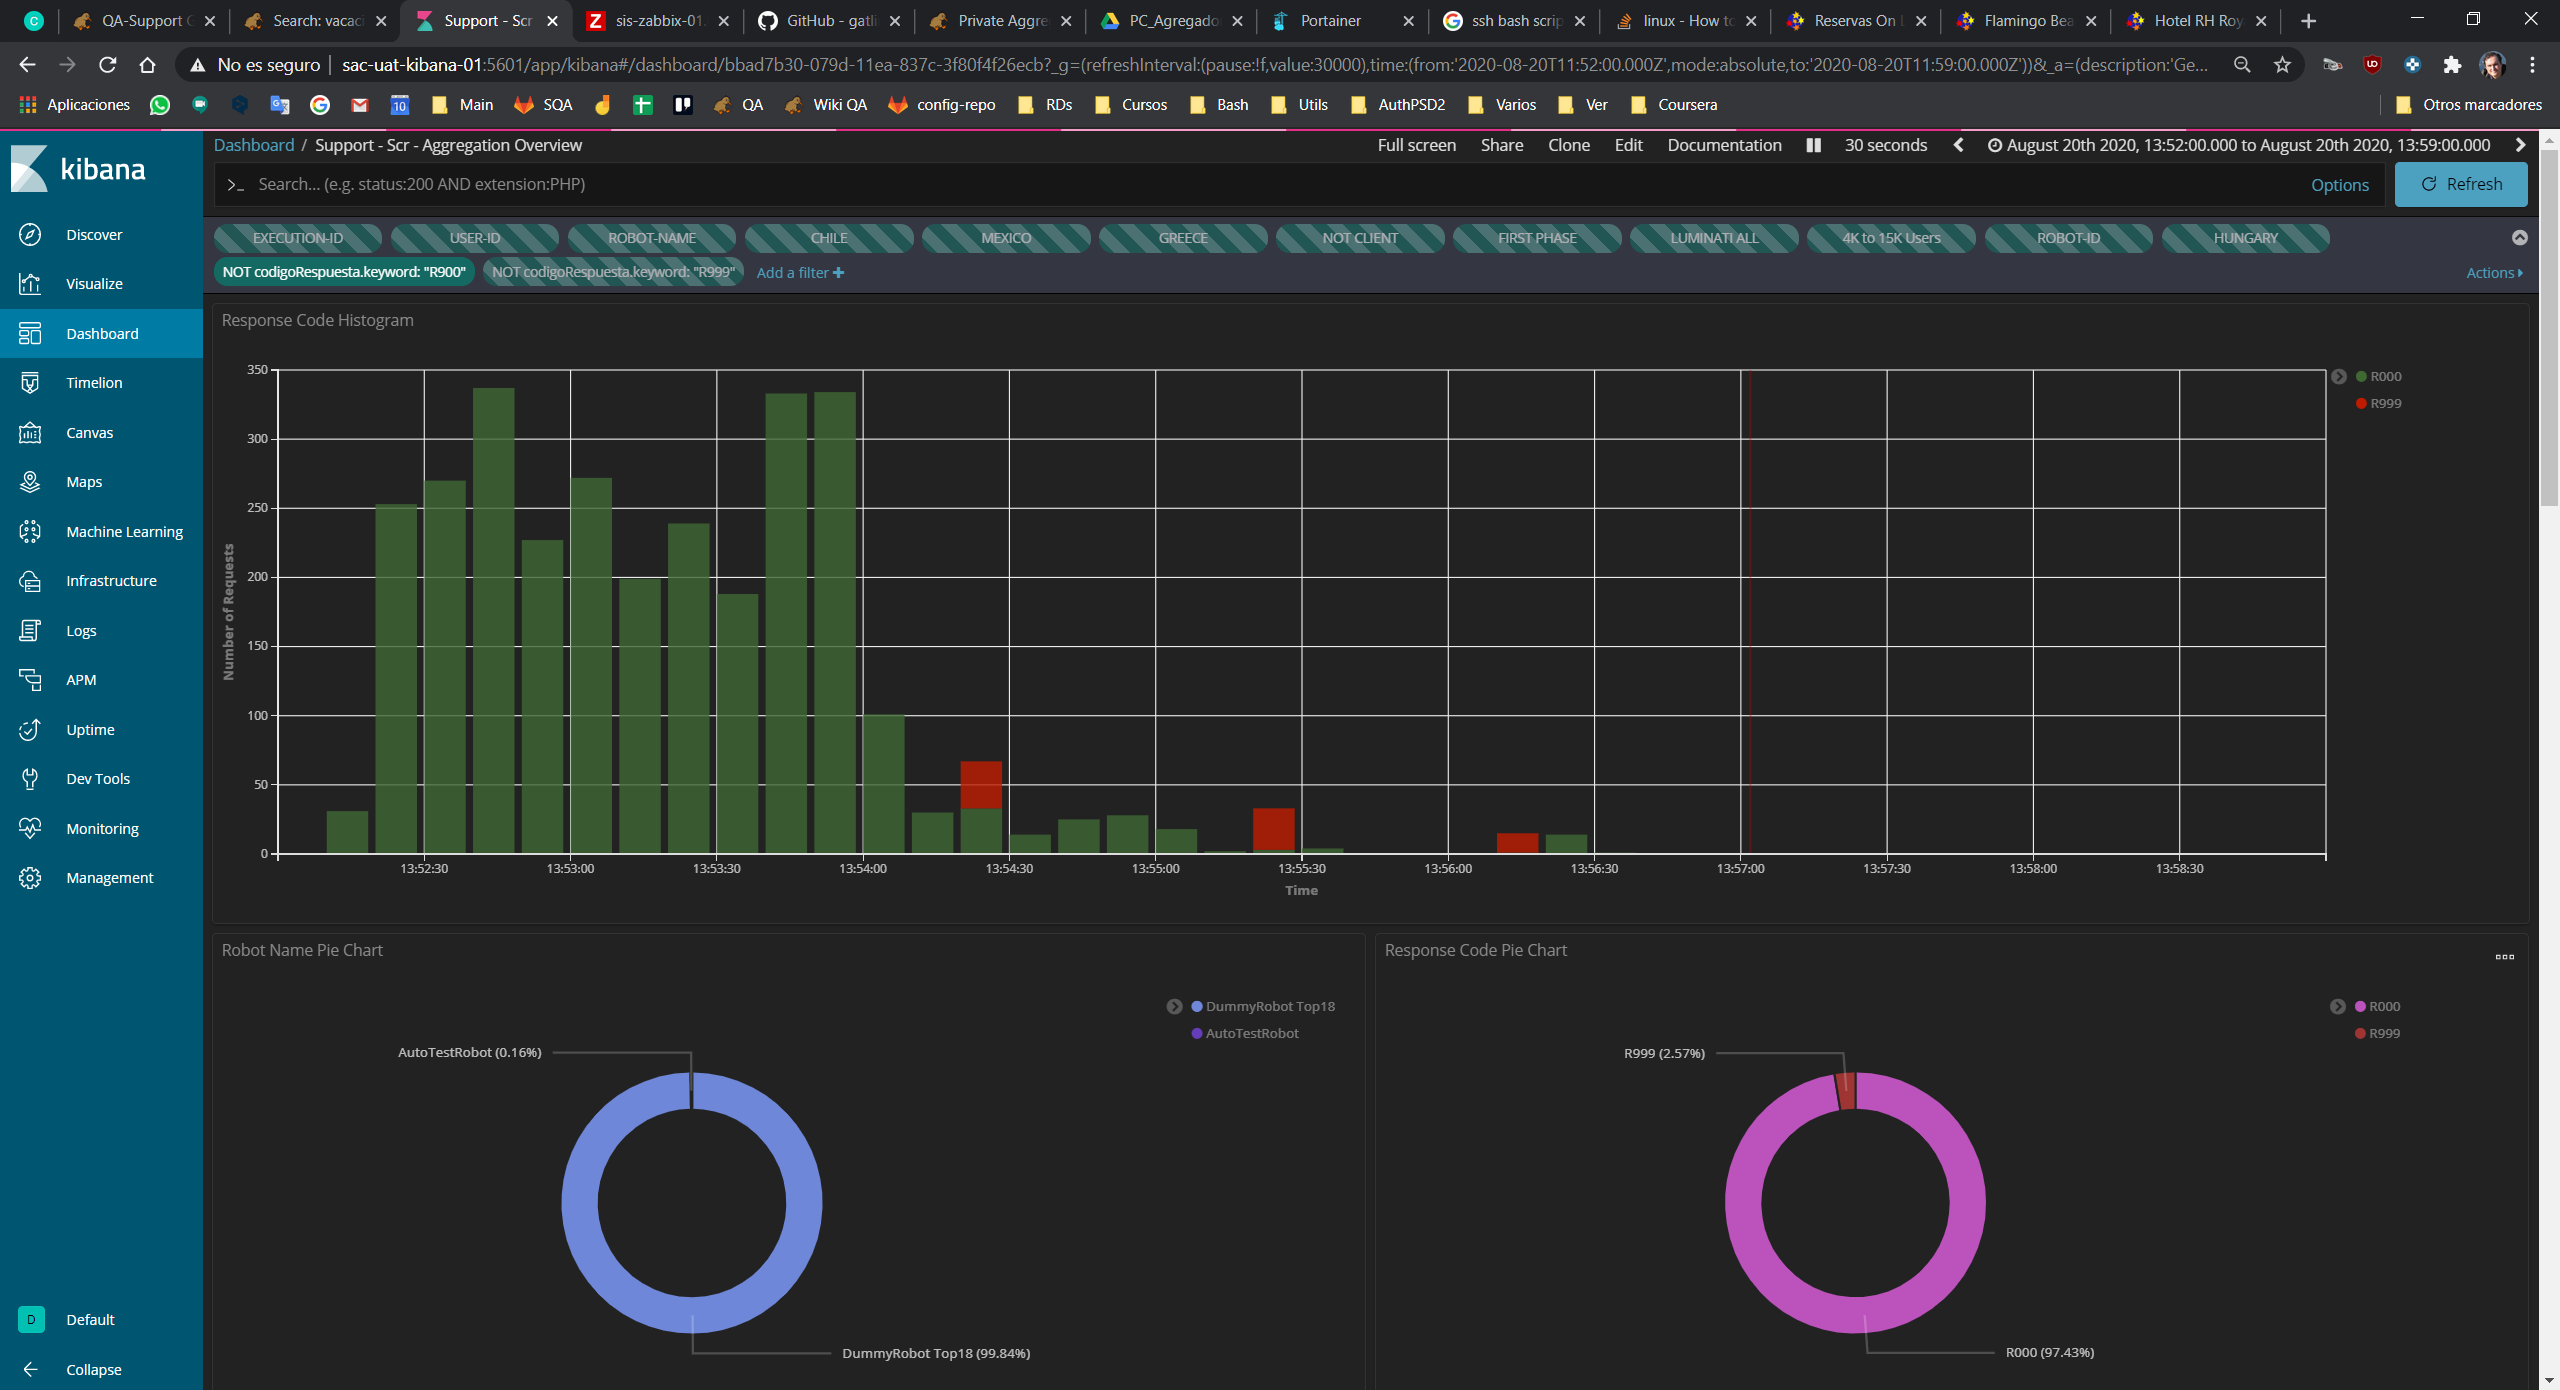 QA-Support G
Search: vacaci
Support - Scr
sis-zabbix-01.
GitHub - gatli
Private Aggre
PC_Agregado
Portainer
ssh bash scrip
linux - How to
Reservas On L
Flamingo Bea
Hotel RH Roy
No es seguro | sac-uat-kibana-01:5601/app/kibana#/dashboard/bbad7b30-079d-11ea-837c-3f80f4f26ecb?_g=(refreshInterval:(pause:!f,value:30000),time:(from:'2020-08-20T11:52:00.000Z',mode:absolute,to:'2020-08-20T11:59:00.000Z'))&_a=(description:'Ge...
Aplicaciones
Main
SQA
QA
Wiki QA
config-repo
RDs
Cursos
Bash
Utils
AuthPSD2
Varios
Ver
Coursera
Otros marcadores
kibana
Discover
Visualize
Dashboard
Timelion
Canvas
Maps
Machine Learning
Infrastructure
Logs
APM
Uptime
Dev Tools
Monitoring
Management
D Default
Collapse
Dashboard / Support - Scr - Aggregation Overview
Full screen Share Clone Edit Documentation 30 seconds August 20th 2020, 13:52:00.000 to August 20th 2020, 13:59:00.000
>_ Search... (e.g. status:200 AND extension:PHP)
Options
Refresh
EXECUTION-ID USER-ID ROBOT-NAME CHILE MEXICO GREECE NOT CLIENT FIRST PHASE LUMINATI ALL 4K to 15K Users ROBOT-ID HUNGARY
NOT codigoRespuesta.keyword: "R900" NOT codigoRespuesta.keyword: "R999" Add a filter +
Actions
Response Code Histogram
350
300
250
200
150
100
50
0
Number of Requests
13:52:30 13:53:00 13:53:30 13:54:00 13:54:30 13:55:00 13:55:30 13:56:00 13:56:30 13:57:00 13:57:30 13:58:00 13:58:30
Time
R000
R999
Robot Name Pie Chart
DummyRobot Top18
AutoTestRobot
AutoTestRobot (0.16%)
DummyRobot Top18 (99.84%)
Response Code Pie Chart
R000
R999
R999 (2.57%)
R000 (97.43%)